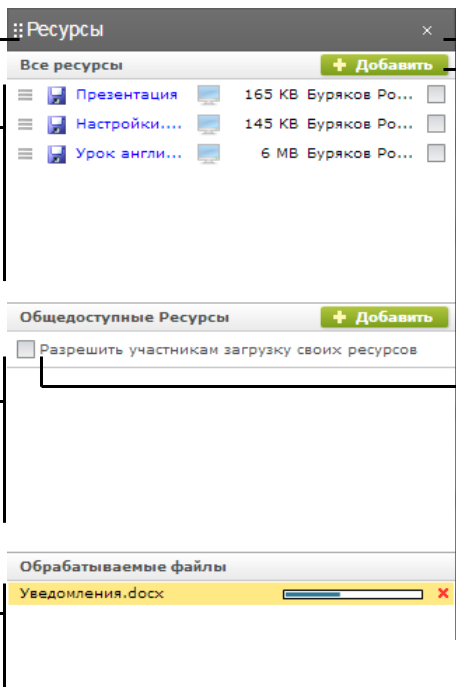 Ресурсы ×
Все ресурсы Добавить
Презентация 165 KB Буряков Ро...
Настройки.... 145 KB Буряков Ро...
Урок англи... 6 MB Буряков Ро...
Общедоступные Ресурсы Добавить
Разрешить участникам загрузку своих ресурсов
Обрабатываемые файлы
Уведомления.docx